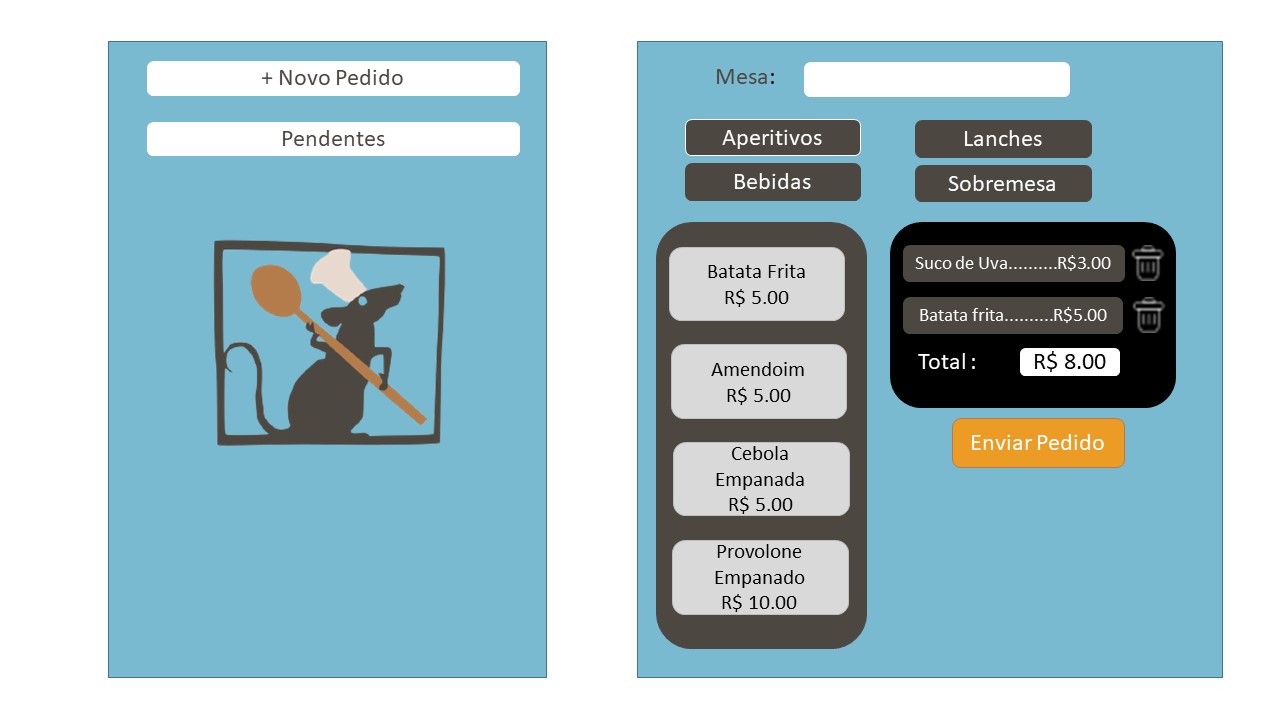 + Novo Pedido
Pendentes
Mesa:
Aperitivos
Lanches
Bebidas
Sobremesa
Batata Frita
R$ 5.00
Amendoim
R$ 5.00
Cebola
Empanada
R$ 5.00
Provolone
Empanado
R$ 10.00
Suco de Uva..........R$3.00
Batata frita..........R$5.00
Total : R$ 8.00
Enviar Pedido